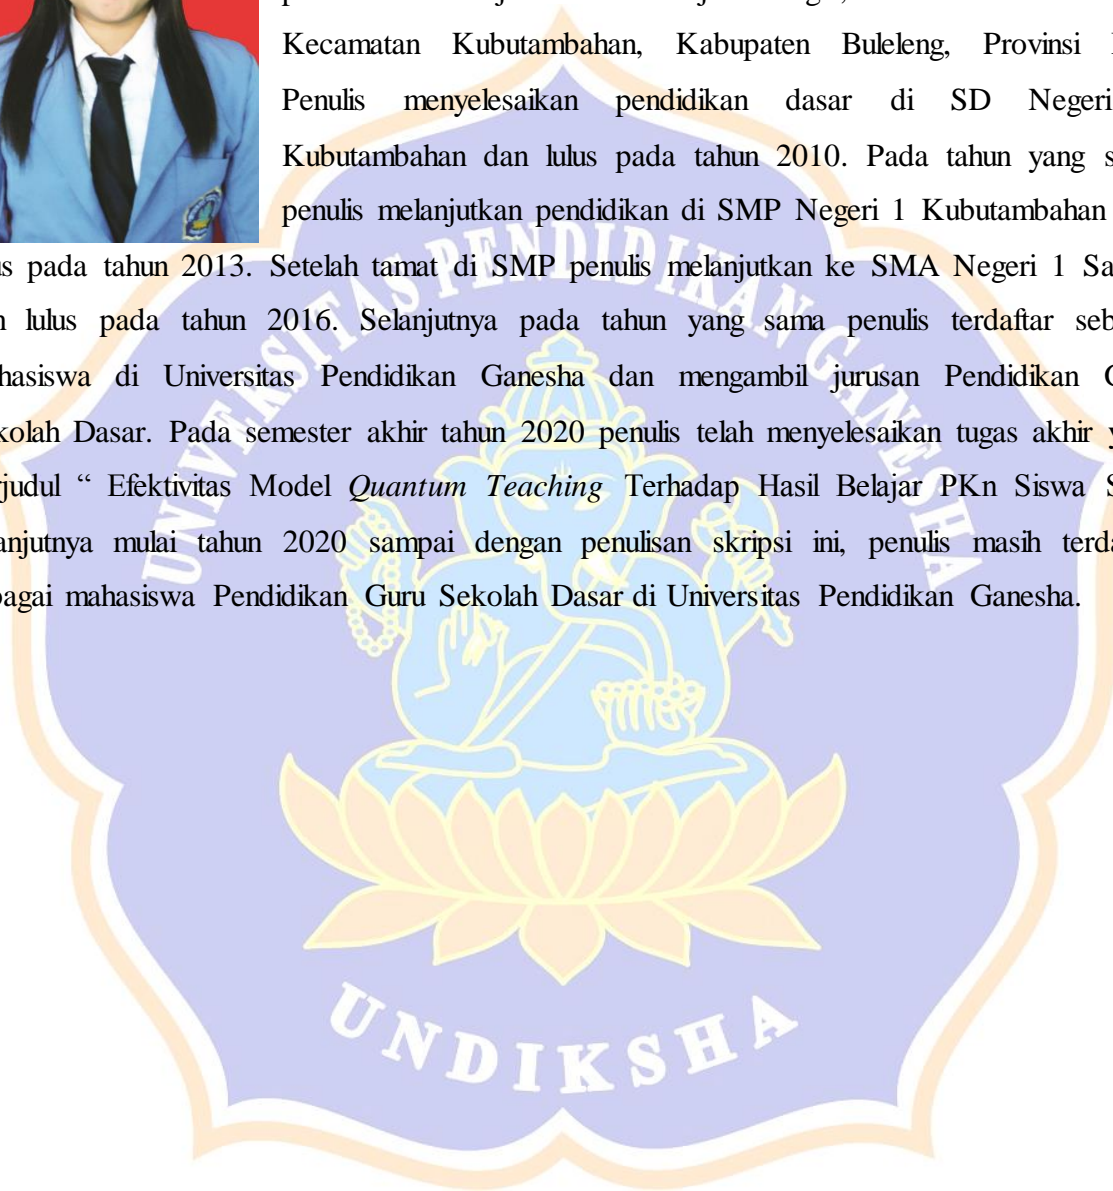 Kecamatan Kubutambahan, Kabupaten Buleleng, Provinsi
Penulis menyelesaikan pendidikan dasar di SD Negeri
Kubutambahan dan lulus pada tahun 2010. Pada tahun yang
penulis melanjutkan pendidikan di SMP Negeri 1 Kubutambahan
pada tahun 2013. Setelah tamat di SMP penulis melanjutkan ke SMA Negeri 1
lulus pada tahun 2016. Selanjutnya pada tahun yang sama penulis terdaftar
di Universitas Pendidikan Ganesha dan mengambil jurusan Pendidikan
Dasar. Pada semester akhir tahun 2020 penulis telah menyelesaikan tugas akhir
“ Efektivitas Model Quantum Teaching Terhadap Hasil Belajar PKn Siswa
mulai tahun 2020 sampai dengan penulisan skripsi ini, penulis masih
mahasiswa Pendidikan Guru Sekolah Dasar di Universitas Pendidikan Ganesha.
UNIVERSITAS PENDIDIKAN GANESHA
UNDIKSHA